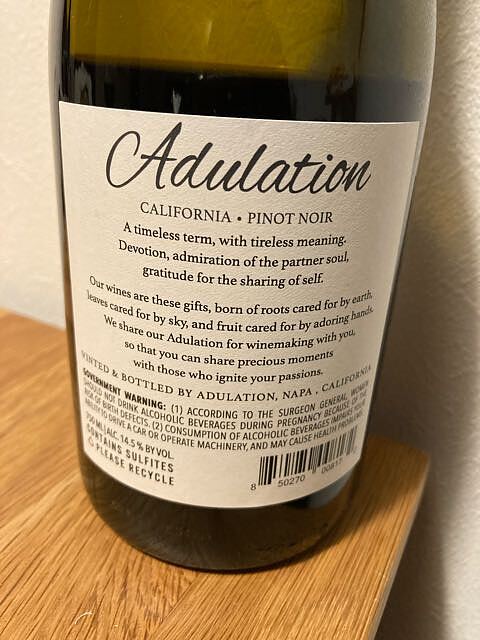 Adulation
CALIFORNIA • PINOT NOIR
A timeless term, with tireless meaning.
Devotion, admiration of the partner soul,
gratitude for the sharing of self.
Our wines are these gifts, born of roots cared for by earth,
leaves cared for by sky, and fruit cared for by adoring hands.
We share our Adulation for winemaking with you,
so that you can share precious moments
with those who ignite your passions.
VINTED & BOTTLED BY ADULATION, NAPA, CALIFORNIA
GOVERNMENT WARNING: (1) ACCORDING TO THE SURGEON GENERAL, WOMEN
SHOULD NOT DRINK ALCOHOLIC BEVERAGES DURING PREGNANCY BECAUSE OF THE
RISK OF BIRTH DEFECTS. (2) CONSUMPTION OF ALCOHOLIC BEVERAGES IMPAIRS YOUR
ABILITY TO DRIVE A CAR OR OPERATE MACHINERY, AND MAY CAUSE HEALTH PROBLEMS.
750 ML | ALC. 14.5% BY VOL.
CONTAINS SULFITES
PLEASE RECYCLE
8 50270